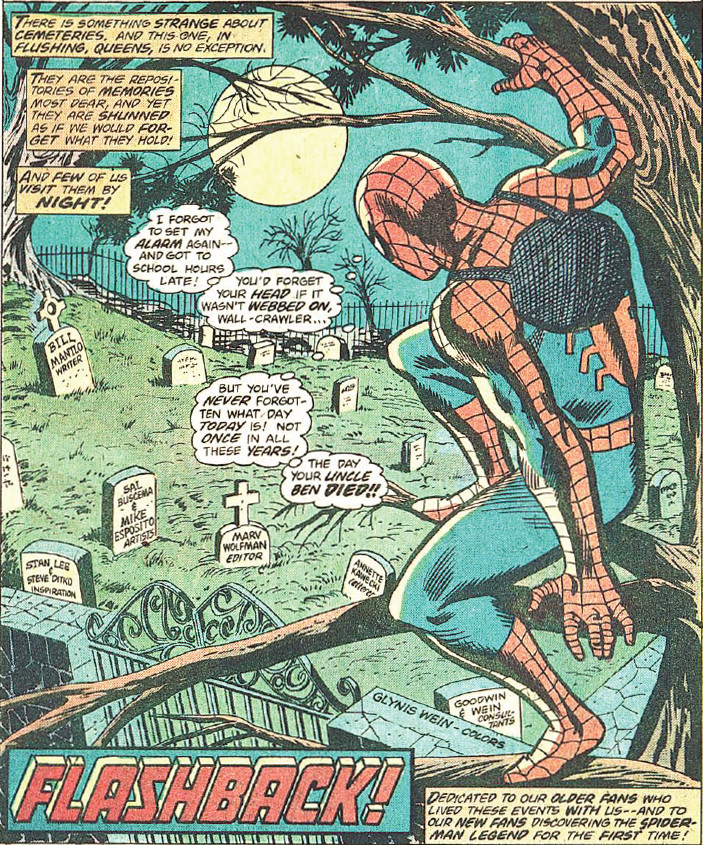 THERE IS SOMETHING STRANGE ABOUT
CEMETERIES. AND THIS ONE, IN
FLUSHING, QUEENS, IS NO EXCEPTION.
THEY ARE THE REPOSI-
TORIES OF MEMORIES
MOST DEAR, AND YET
THEY ARE SHUNNED
AS IF WE WOULD FOR-
GET WHAT THEY HOLD!
AND FEW OF US
VISIT THEM BY
NIGHT!
I FORGOT
TO SET MY
ALARM AGAIN--
AND GOT TO
SCHOOL HOURS
LATE!
YOU'D FORGET
YOUR HEAD IF IT
WASN'T WEBBED ON,
WALL-CRAWLER...
BUT YOU'VE
NEVER FORGOT-
TEN WHAT DAY
TODAY IS! NOT
ONCE IN ALL
THESE YEARS!
THE DAY
YOUR UNCLE
BEN DIED!!
BILL
MANTLO
WRITER
SAL
BUSCEMA
&
MIKE
ESPOSITO
ARTISTS
MARV
WOLFMAN
EDITOR
STAN LEE
&
STEVE DITKO
INSPIRATION
ANNETTE
KAWECKI
letterer
GLYNIS WEIN - COLORS
GOODWIN
& WEIN
CONSUL-
TANTS
FLASHBACK!
DEDICATED TO OUR OLDER FANS WHO
LIVED THESE EVENTS WITH US--AND TO
OUR NEW FANS DISCOVERING THE SPIDER-
MAN LEGEND FOR THE FIRST TIME!